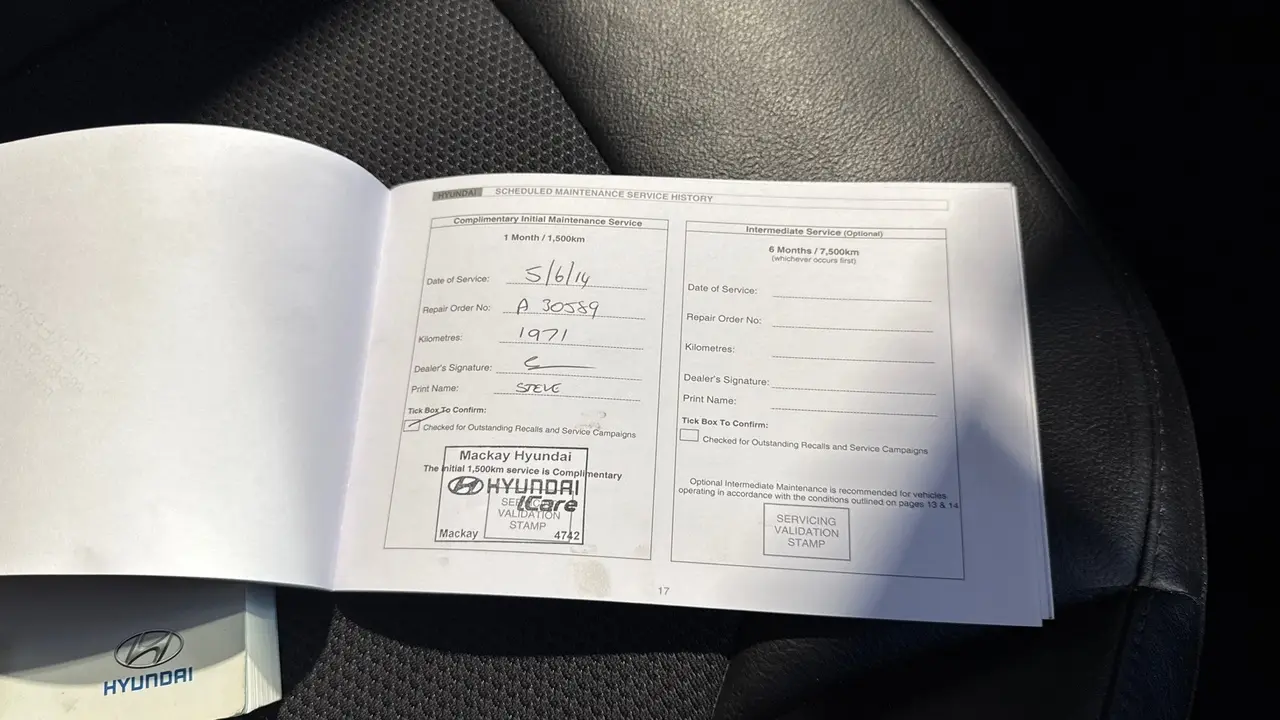 HYUNDAI SCHEDULED MAINTENANCE SERVICE HISTORY
Complimentary Initial Maintenance Service
1 Month / 1,500km
Date of Service: 5/6/14
Repair Order No: A 30589
Kilometres: 1971
Dealer's Signature:
Print Name: STEVE
Tick Box To Confirm:
Checked for Outstanding Recalls and Service Campaigns
Mackay Hyundai
The Initial 1,500km service is Complimentary
HYUNDAI
iCare
SERVICING
VALIDATION
STAMP
Mackay 4742
Intermediate Service (Optional)
6 Months / 7,500km
(whichever occurs first)
Date of Service:
Repair Order No:
Kilometres:
Dealer's Signature:
Print Name:
Tick Box To Confirm:
Checked for Outstanding Recalls and Service Campaigns
Optional Intermediate Maintenance is recommended for vehicles
operating in accordance with the conditions outlined on pages 13 & 14
SERVICING
VALIDATION
STAMP
17
HYUNDAI